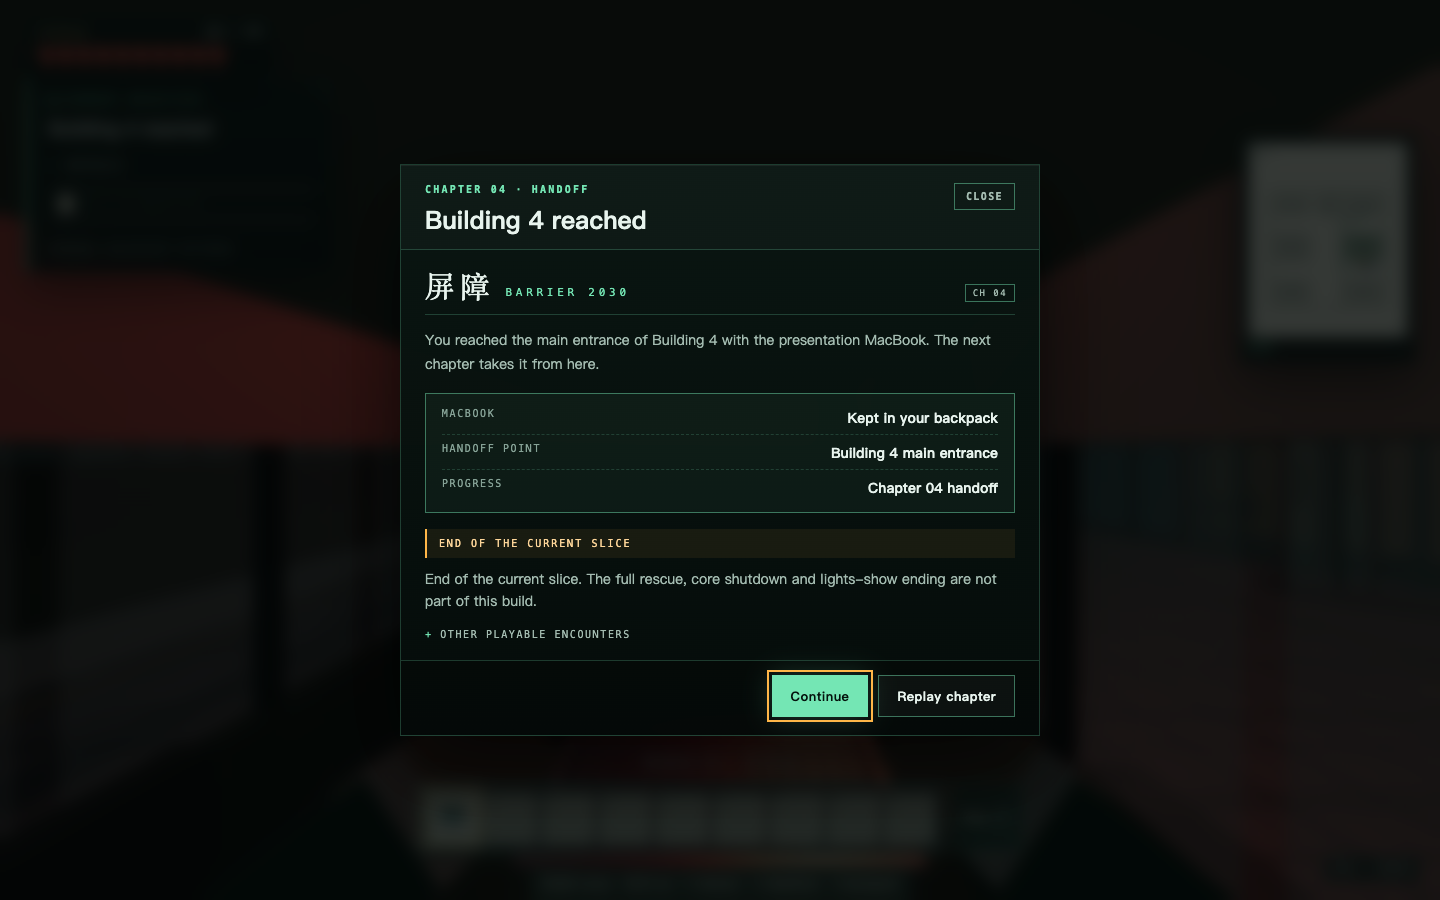 CHAPTER 04 · HANDOFF
Building 4 reached
CLOSE
屏障 BARRIER 2030
CH 04
You reached the main entrance of Building 4 with the presentation MacBook. The next
chapter takes it from here.
MACBOOK
Kept in your backpack
HANDOFF POINT
Building 4 main entrance
PROGRESS
Chapter 04 handoff
END OF THE CURRENT SLICE
End of the current slice. The full rescue, core shutdown and lights-show ending are not
part of this build.
+ OTHER PLAYABLE ENCOUNTERS
Continue
Replay chapter